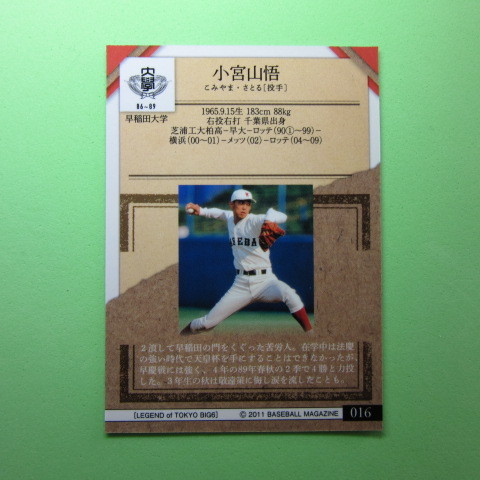 大學
86~89
早稲田大学
小宮山悟
こみやま・さとる[投手]
1965.9.15生 183cm 88kg
右投右打 千葉県出身
芝浦工大柏高-早大-ロッテ(90①~99)-
横浜(00~01)-メッツ(02)-ロッテ(04~09)
WASEDA
2浪して早稲田の門をくぐった苦労人。在学中は法慶
の強い時代で天皇杯を手にすることはできなかったが
早慶戦には強く、4年の89年春秋の2季で4勝と力投
した。3年生の秋は敬遠策に悔し涙を流したことも。
[LEGEND of TOKYO BIG6]
© 2011 BASEBALL MAGAZINE
016